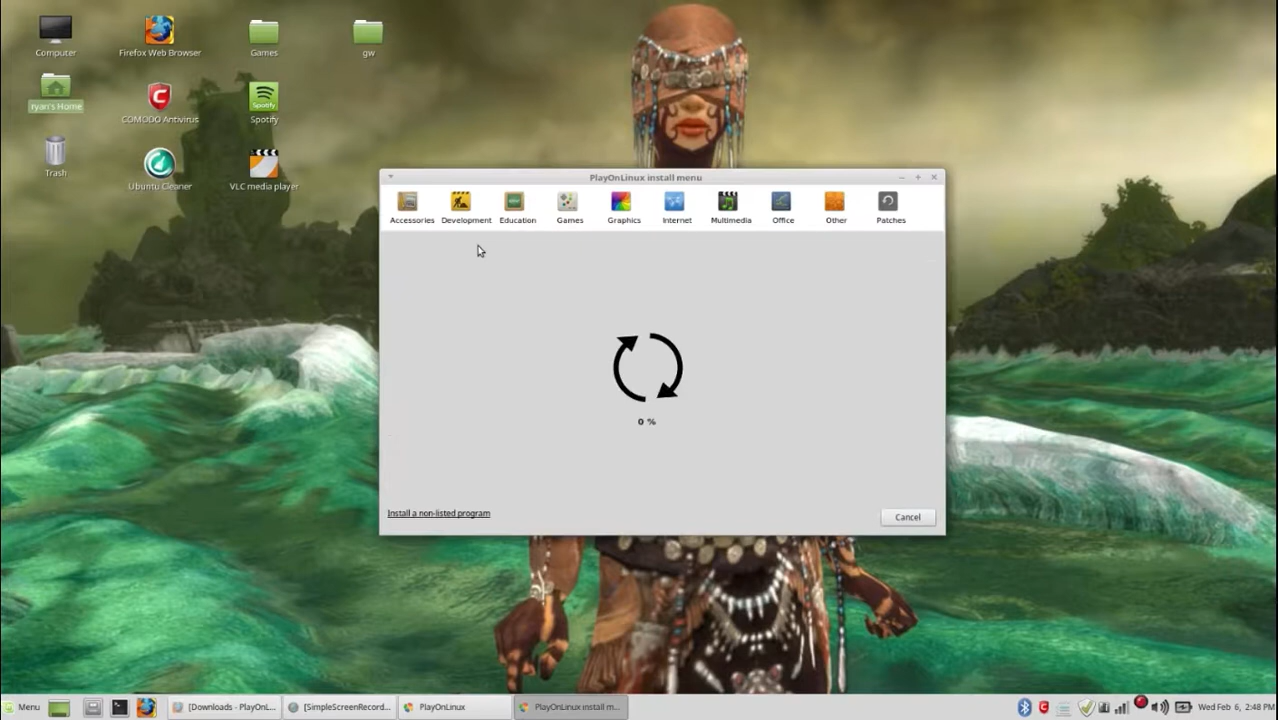 Computer
Firefox Web Browser
Games
gw
ryan's Home
COMODO Antivirus
Spotify
Spotify
Trash
Ubuntu Cleaner
VLC media player
PlayOnLinux install menu
Accessories Development Education Games Graphics Internet Multimedia Office Other Patches
0 %
Install a non-listed program
Cancel
Menu [Downloads - PlayOnL... [SimpleScreenRecord... PlayOnLinux PlayOnLinux install m... Wed Feb 6, 2:48 PM